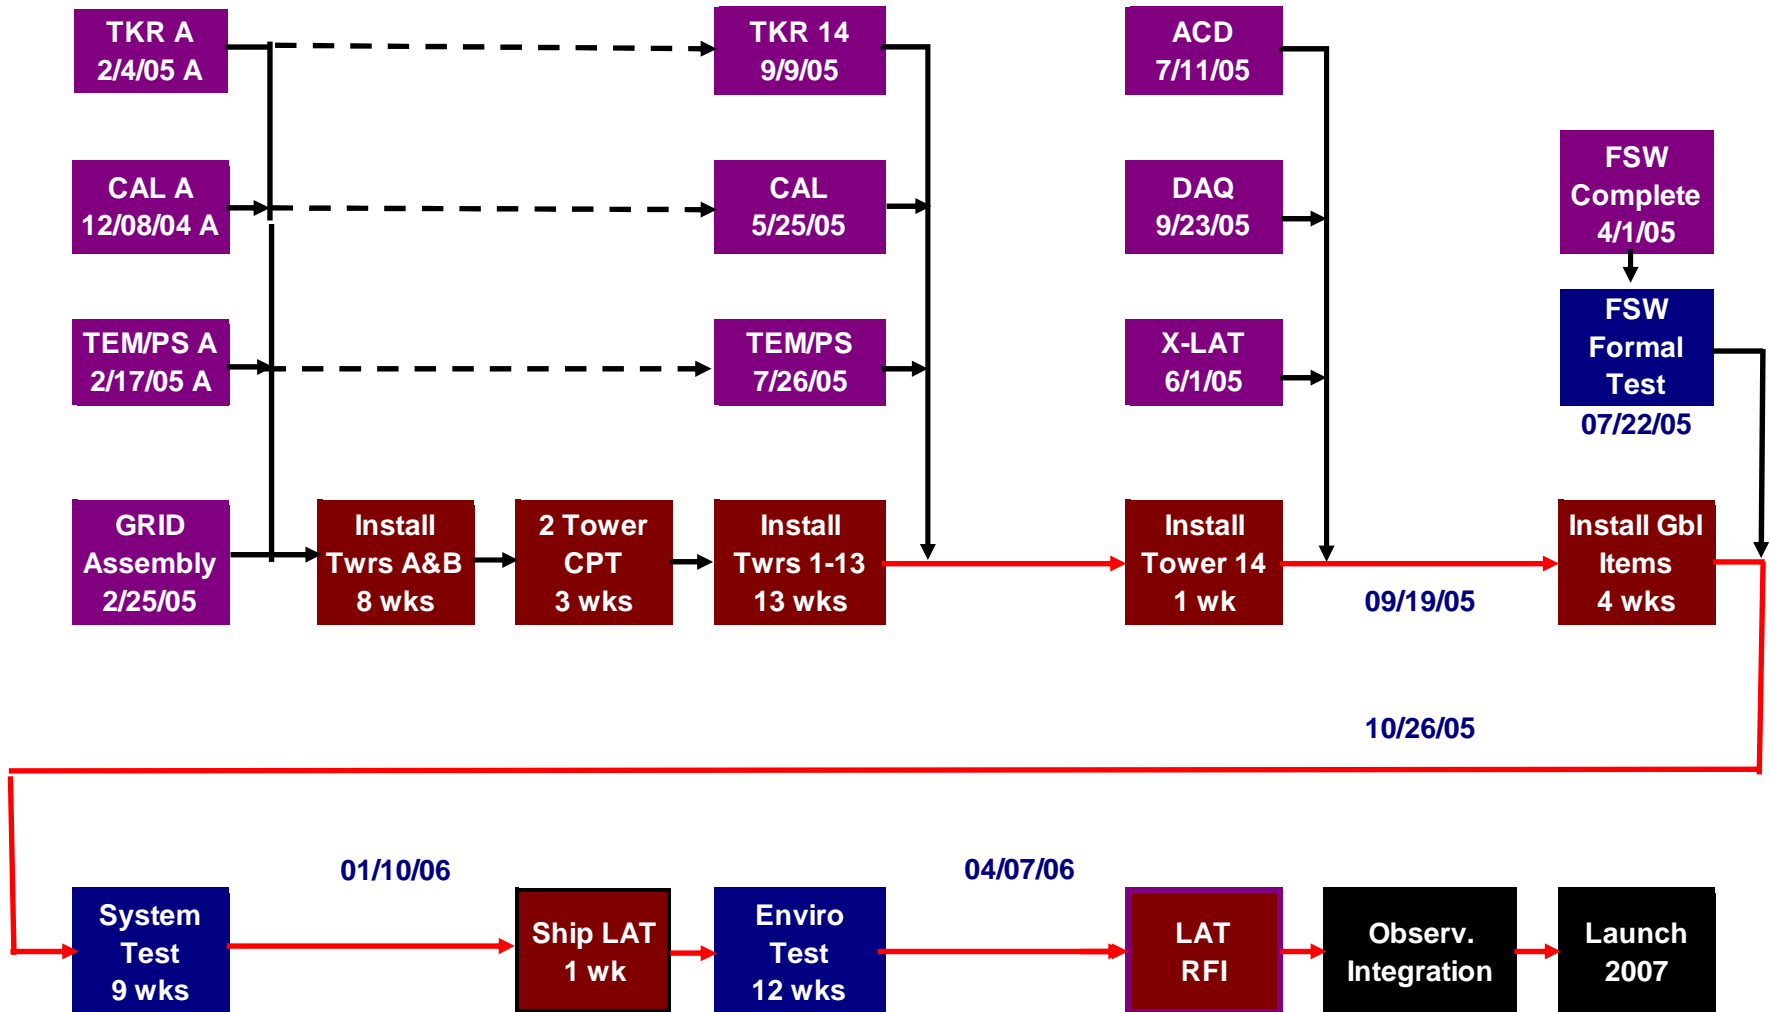 TKR A
2/4/05 A
TKR 14
9/9/05
ACD
7/11/05
CAL A
12/08/04 A
CAL
5/25/05
DAQ
9/23/05
FSW
Complete
4/1/05
TEM/PS A
2/17/05 A
TEM/PS
7/26/05
X-LAT
6/1/05
FSW
Formal
Test
07/22/05
GRID
Assembly
2/25/05
Install
Twrs A&B
8 wks
2 Tower
CPT
3 wks
Install
Twrs 1-13
13 wks
Install
Tower 14
1 wk
09/19/05
Install Gbl
Items
4 wks
10/26/05
System
Test
9 wks
01/10/06
Ship LAT
1 wk
Enviro
Test
12 wks
04/07/06
LAT
RFI
Observ.
Integration
Launch
2007